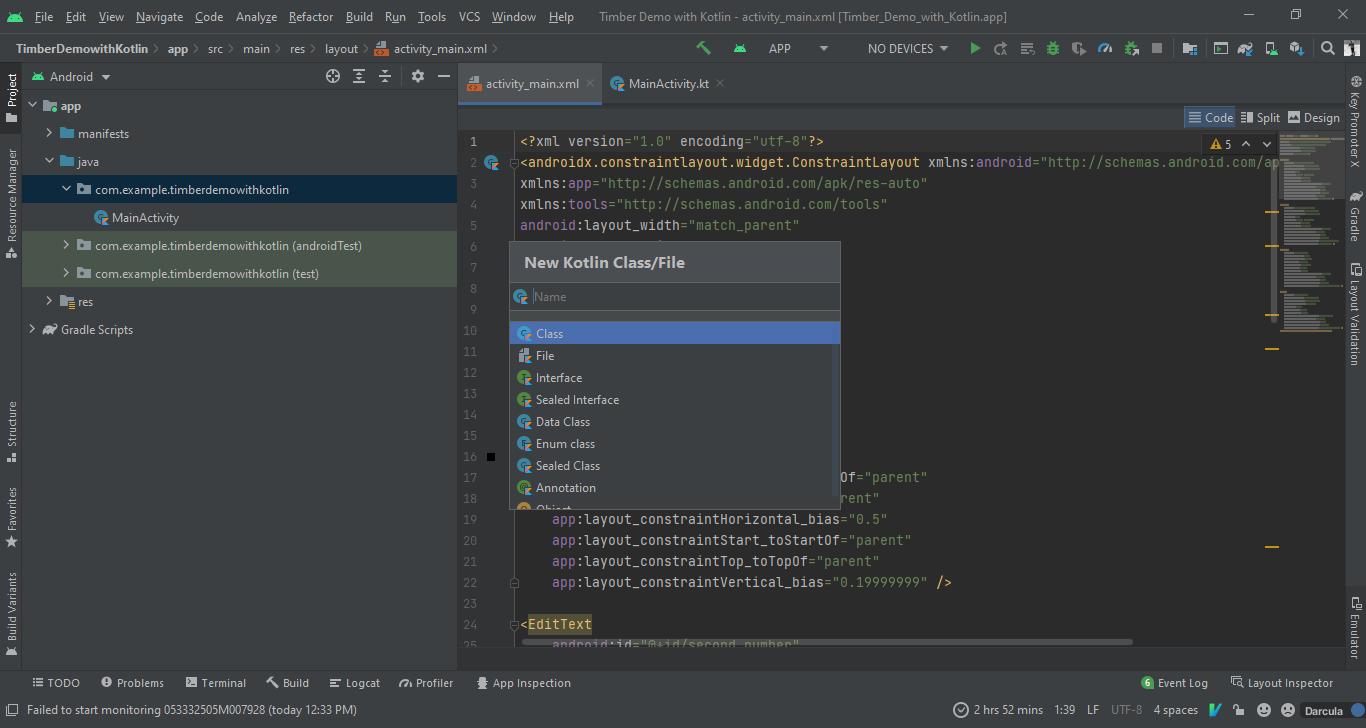 File Edit View Navigate Code Analyze Refactor Build Run Tools VCS Window Help Timber Demo with Kotlin - activity_main.xml [Timber_Demo_with_Kotlin.app]
TimberDemowithKotlin app src main res layout activity_main.xml APP NO DEVICES
Project
Resource Manager
Structure
Favorites
Build Variants
Android
app
manifests
java
com.example.timberdemowithkotlin
MainActivity
com.example.timberdemowithkotlin (androidTest)
com.example.timberdemowithkotlin (test)
res
Gradle Scripts
activity_main.xml MainActivity.kt
Code Split Design
5
1 <?xml version="1.0" encoding="utf-8"?>
2 <androidx.constraintlayout.widget.ConstraintLayout xmlns:android="http://schemas.android.com/ap
3 xmlns:app="http://schemas.android.com/apk/res-auto"
4 xmlns:tools="http://schemas.android.com/tools"
5 android:layout_width="match_parent"
6
7
8
9
10
11
12
13
14
15
16
17 Of="parent"
18 rent"
19 app:layout_constraintHorizontal_bias="0.5"
20 app:layout_constraintStart_toStartOf="parent"
21 app:layout_constraintTop_toTopOf="parent"
22 app:layout_constraintVertical_bias="0.19999999" />
23
24 <EditText
25 android:id="@+id/second_number"
New Kotlin Class/File
Name
Class
File
Interface
Sealed Interface
Data Class
Enum class
Sealed Class
Annotation
Object
Key Promoter X
Gradle
Layout Validation
Emulator
TODO Problems Terminal Build Logcat Profiler App Inspection 6 Event Log Layout Inspector
Failed to start monitoring 053332505M007928 (today 12:33 PM) 2 hrs 52 mins 1:39 LF UTF-8 4 spaces Darcula